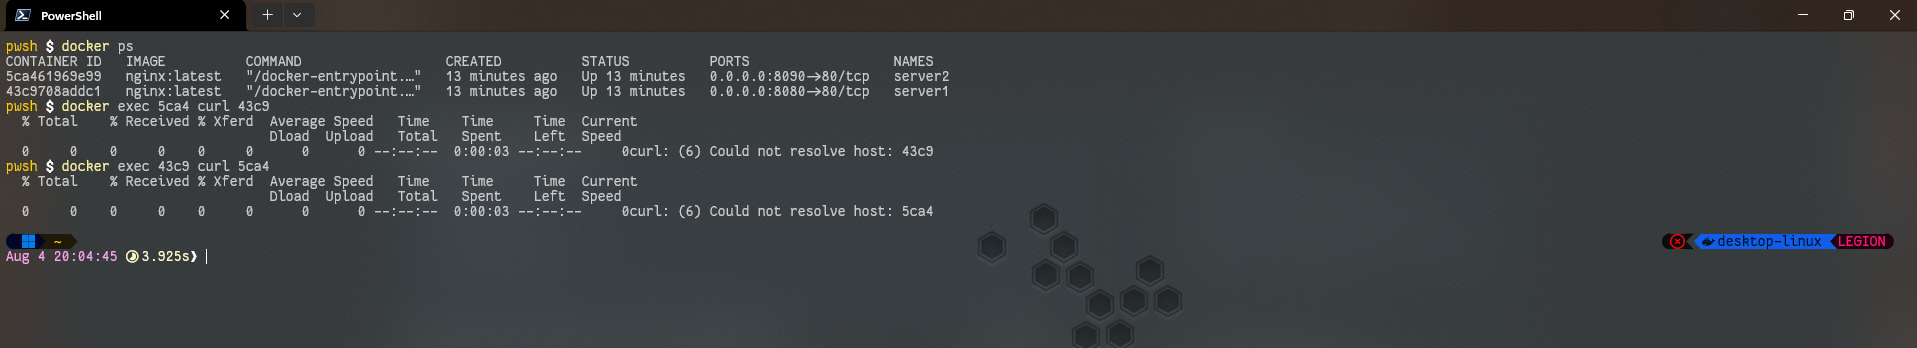 PowerShell
pwsh $ docker ps
CONTAINER ID   IMAGE          COMMAND                  CREATED          STATUS          PORTS                  NAMES
5ca461969e99   nginx:latest   "/docker-entrypoint.…"   13 minutes ago   Up 13 minutes   0.0.0.0:8090->80/tcp   server2
43c9708addc1   nginx:latest   "/docker-entrypoint.…"   13 minutes ago   Up 13 minutes   0.0.0.0:8080->80/tcp   server1
pwsh $ docker exec 5ca4 curl 43c9
  % Total    % Received % Xferd  Average Speed   Time    Time     Time  Current
                                 Dload  Upload   Total   Spent    Left  Speed
  0     0    0     0    0     0      0      0 --:--:--  0:00:03 --:--:--     0curl: (6) Could not resolve host: 43c9
pwsh $ docker exec 43c9 curl 5ca4
  % Total    % Received % Xferd  Average Speed   Time    Time     Time  Current
                                 Dload  Upload   Total   Spent    Left  Speed
  0     0    0     0    0     0      0      0 --:--:--  0:00:03 --:--:--     0curl: (6) Could not resolve host: 5ca4
~ desktop-linux LEGION
Aug 4 20:04:45 3.925s❯